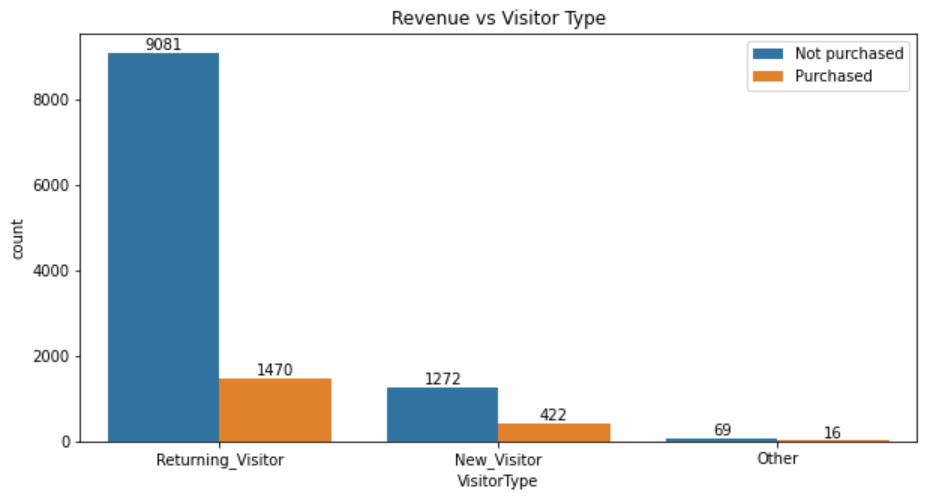 Revenue vs Visitor Type
9081
Not purchased
Purchased
8000
6000
count
4000
2000
1470
1272
422
69
16
0
Returning_Visitor
New_Visitor
Other
VisitorType